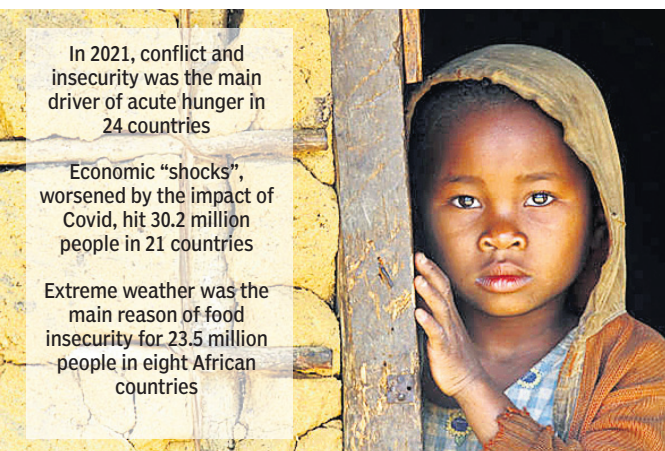 In 2021, conflict and
insecurity was the main
driver of acute hunger in
24 countries
Economic “shocks”,
worsened by the impact of
Covid, hit 30.2 million
people in 21 countries
Extreme weather was the
main reason of food
insecurity for 23.5 million
people in eight African
countries